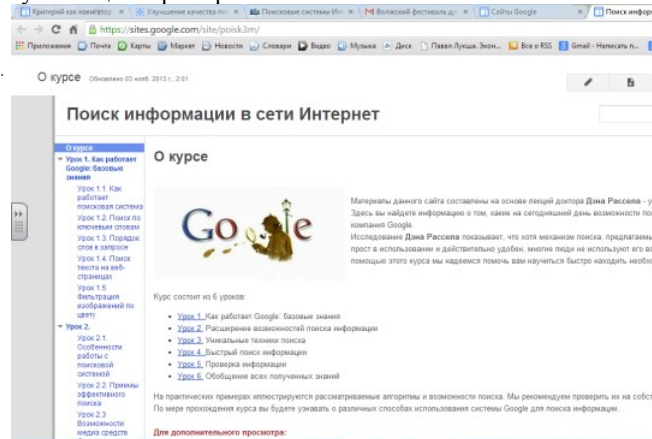 Критерий как навигатор
Улучшение качества по
Поисковые системы Ин
Волжский фестиваль ду
Сайты Google
Поиск инфор
https://sites.google.com/site/poisk3m/
Приложения Почта Карты Маркет Новости Словари Видео Музыка Диск Павел Лукша. Экон... Все о RSS Gmail - Написать п...
О курсе Обновлено 03 нояб. 2013 г., 2:01
Поиск информации в сети Интернет
О курсе
Урок 1. Как работает
Google: базовые
знания
Урок 1.1. Как
работает
поисковая система
Урок 1.2. Поиск по
ключевым словам
Урок 1.3. Порядок
слов в запросе
Урок 1.4. Поиск
текста на веб-
страницах
Урок 1.5.
Фильтрация
изображений по
цвету
Урок 2.
Урок 2.1.
Особенности
работы с
поисковой
системой
Урок 2.2. Приемы
эффективного
поиска
Урок 2.3
Возможности
медиа средств
О курсе
Go le
Материалы данного сайта составлены на основе лекций доктора Дэна Рассела - у
Здесь вы найдете информацию о том, какие на сегодняшний день возможности по
компания Google.
Исследование Дэна Рассела показывает, что хотя механизм поиска, предлагаемы
прост в использовании и действительно удобен, многие люди не используют его во
помощью этого курса мы надеемся помочь вам научиться быстро находить необхо
Курс состоит из 6 уроков:
Урок 1. Как работает Google: базовые знания
Урок 2. Расширение возможностей поиска информации
Урок 3. Уникальные техники поиска
Урок 4. Быстрый поиск информации
Урок 5. Проверка информации
Урок 6. Обобщение всех полученных знаний
На практических примерах иллюстрируются рассматриваемые алгоритмы и возможности поиска. Мы рекомендуем проверить их на собст
По мере прохождения курса вы будете узнавать о различных способах использования системы Google для поиска информации.
Для дополнительного просмотра: